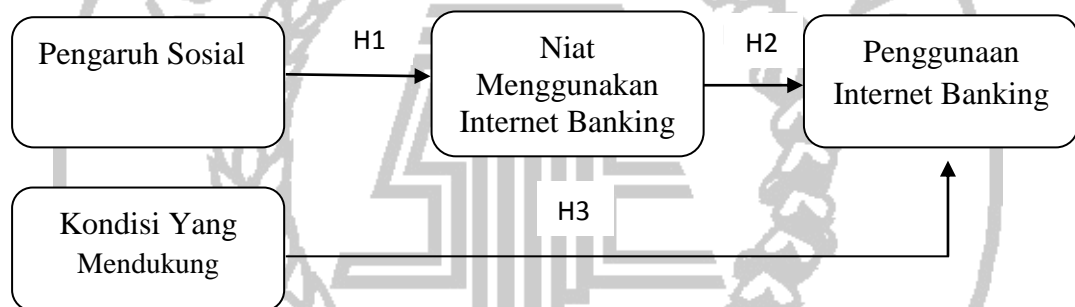 Pengaruh Sosial
H1
Niat
Menggunakan
Internet Banking
H2
Penggunaan
Internet Banking
Kondisi Yang
Mendukung
H3